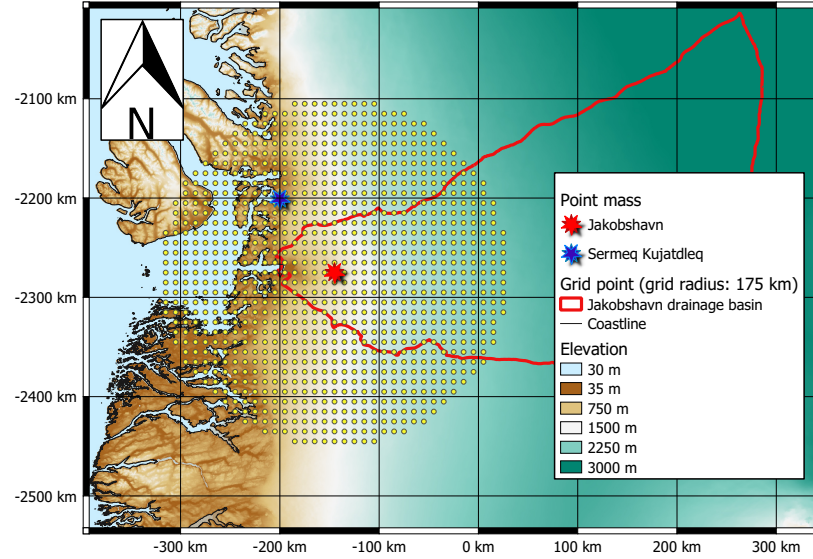 N
-2100 km
-2200 km
-2300 km
-2400 km
-2500 km
-300 km
-200 km
-100 km
0 km
100 km
200 km
300 km
Point mass
Jakobshavn
Sermeq Kujatdleq
Grid point (grid radius: 175 km)
Jakobshavn drainage basin
Coastline
Elevation
30 m
35 m
750 m
1500 m
2250 m
3000 m